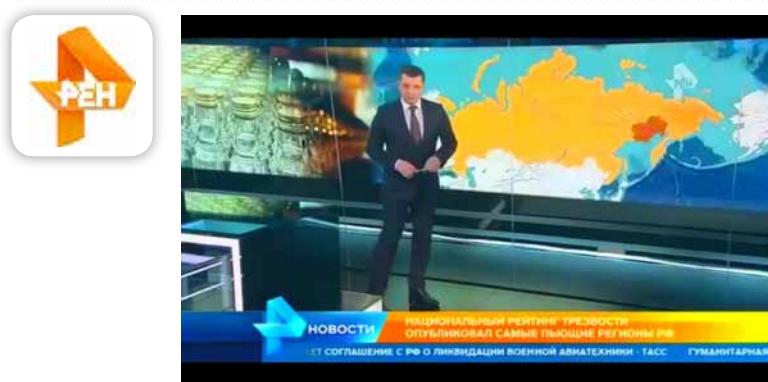 РЕН
НОВОСТИ
НАЦИОНАЛЬНЫЙ РЕЙТИНГ ТРЕЗВОСТИ
ОПУБЛИКОВАЛ САМЫЕ ПЬЮЩИЕ РЕГИОНЫ РФ
СОГЛАШЕНИЕ С РФ О ЛИКВИДАЦИИ ВОЕННОЙ АВИАТЕХНИКИ - ТАСС ГУМАНИТАРНАЯ